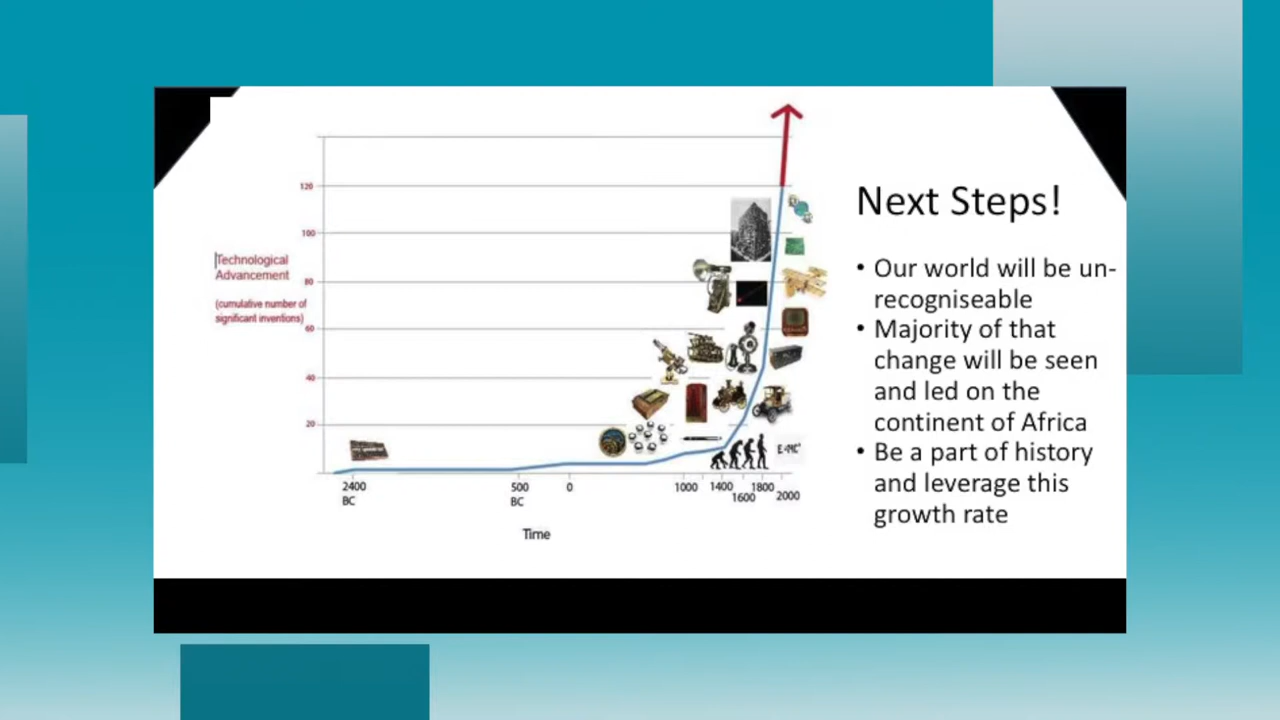 120
100
Technological
Advancement
80
(cumulative number of
significant inventions)
60
40
20
E=MC²
2400
BC
500
BC
0
1000
1400
1600
1800
2000
Time
Next Steps!
• Our world will be un-
recogniseable
• Majority of that
change will be seen
and led on the
continent of Africa
• Be a part of history
and leverage this
growth rate